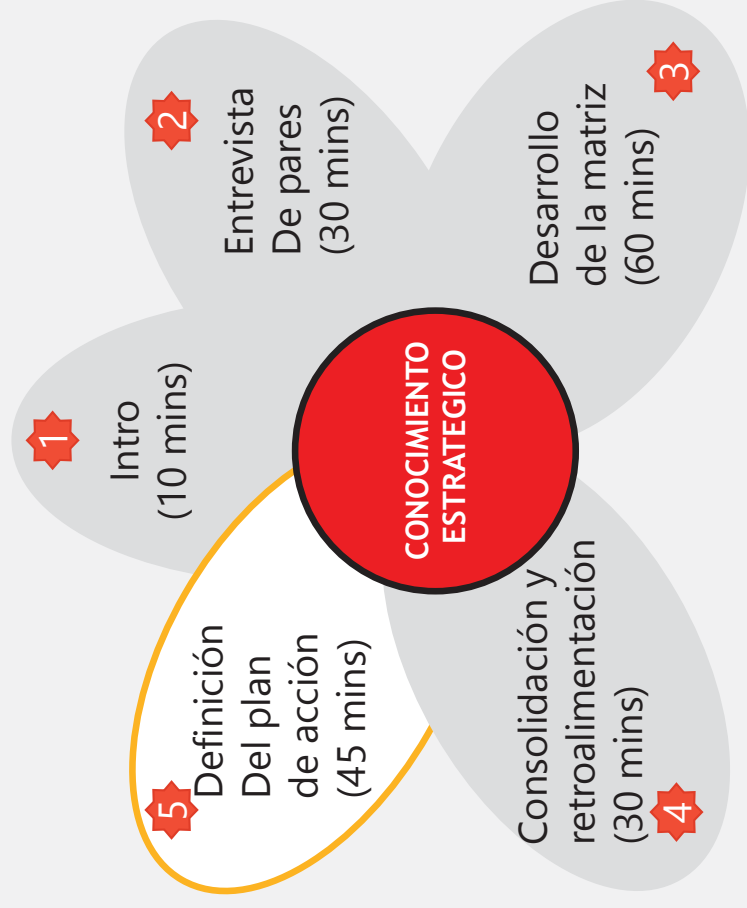 1
Intro
(10 mins)
2
Entrevista
De pares
(30 mins)
3
Desarrollo
de la matriz
(60 mins)
4
Consolidación y
retroalimentación
(30 mins)
5
Definición
Del plan
de acción
(45 mins)
CONOCIMIENTO
ESTRATEGICO